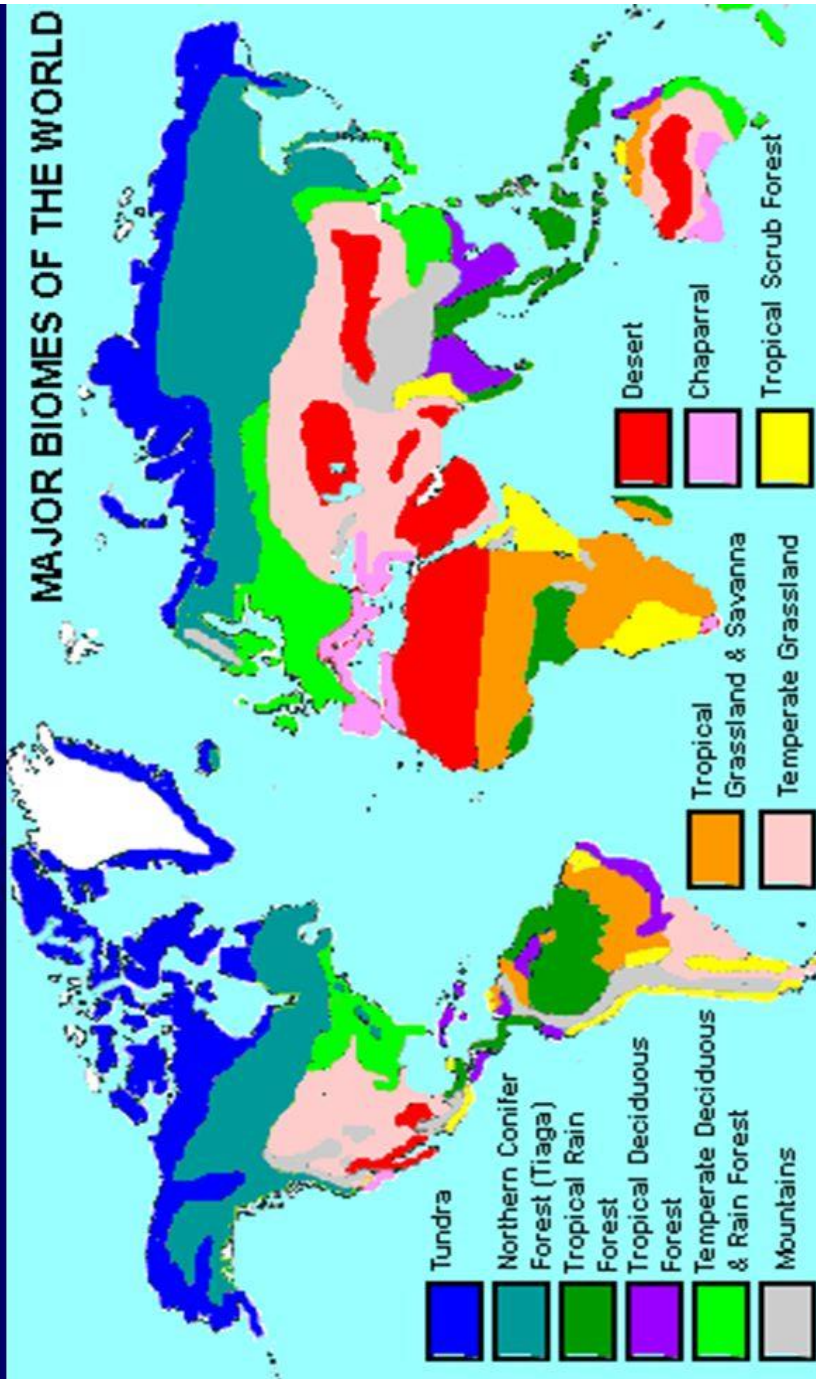 MAJOR BIOMES OF THE WORLD
Tundra
Northern Conifer
Forest (Tiaga)
Tropical Rain
Forest
Tropical Deciduous
Forest
Temperate Deciduous
& Rain Forest
Mountains
Tropical
Grassland & Savanna
Temperate Grassland
Desert
Chaparral
Tropical Scrub Forest